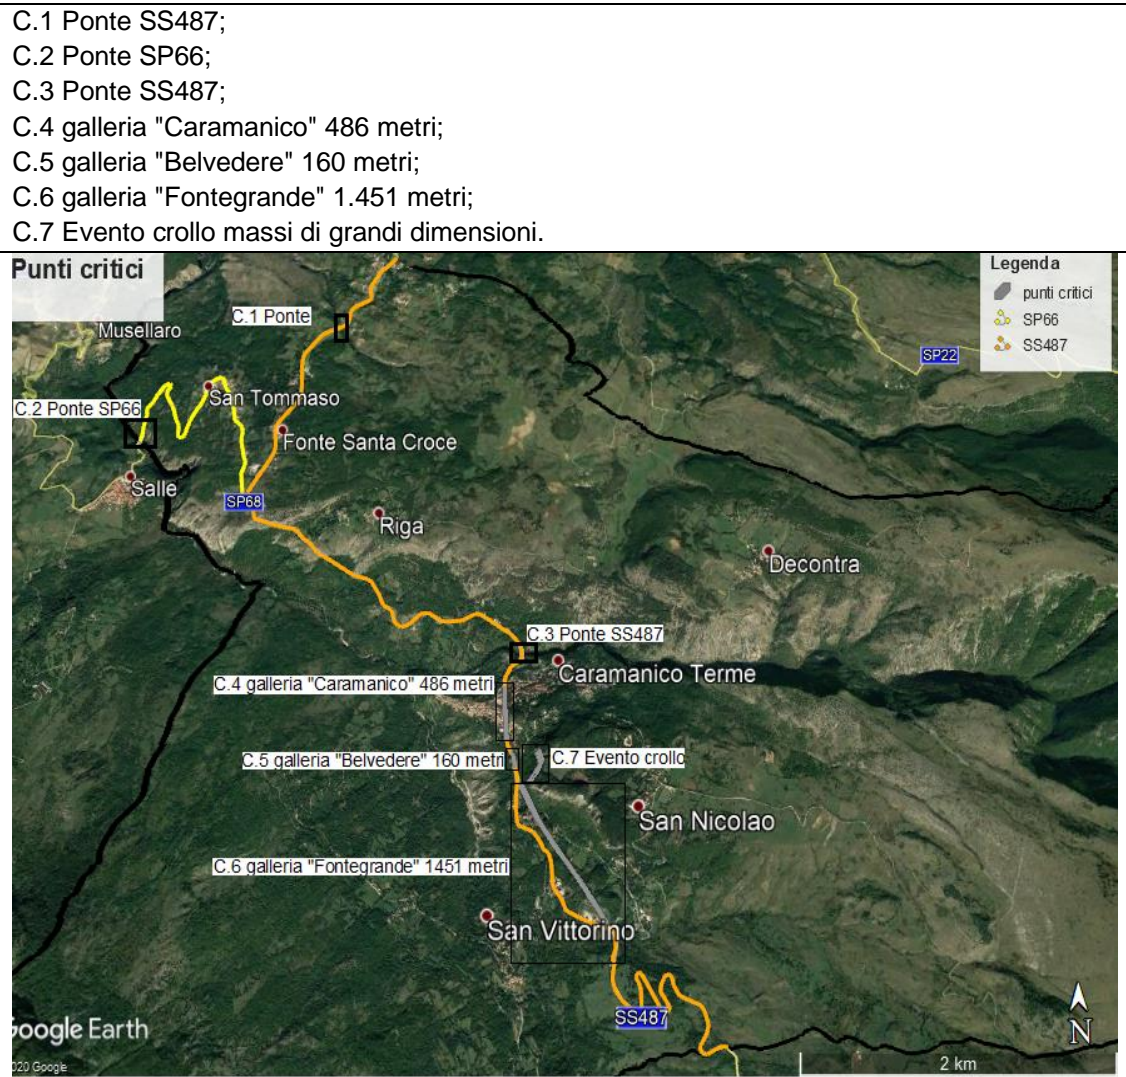 C.1 Ponte SS487;
C.2 Ponte SP66;
C.3 Ponte SS487;
C.4 galleria "Caramanico" 486 metri;
C.5 galleria "Belvedere" 160 metri;
C.6 galleria "Fontegrande" 1.451 metri;
C.7 Evento crollo massi di grandi dimensioni.
Punti critici
Legenda
punti critici
SP66
SS487
C.1 Ponte
Musellaro
SP22
San Tommaso
C.2 Ponte SP66
Fonte Santa Croce
Salle
SP68
Riga
Decontra
C.3 Ponte SS487
Caramanico Terme
C.4 galleria "Caramanico" 486 metri
C.5 galleria "Belvedere" 160 metri
C.7 Evento crollo
San Nicolao
C.6 galleria "Fontegrande" 1451 metri
San Vittorino
SS487
N
Google Earth
2 km
020 Google